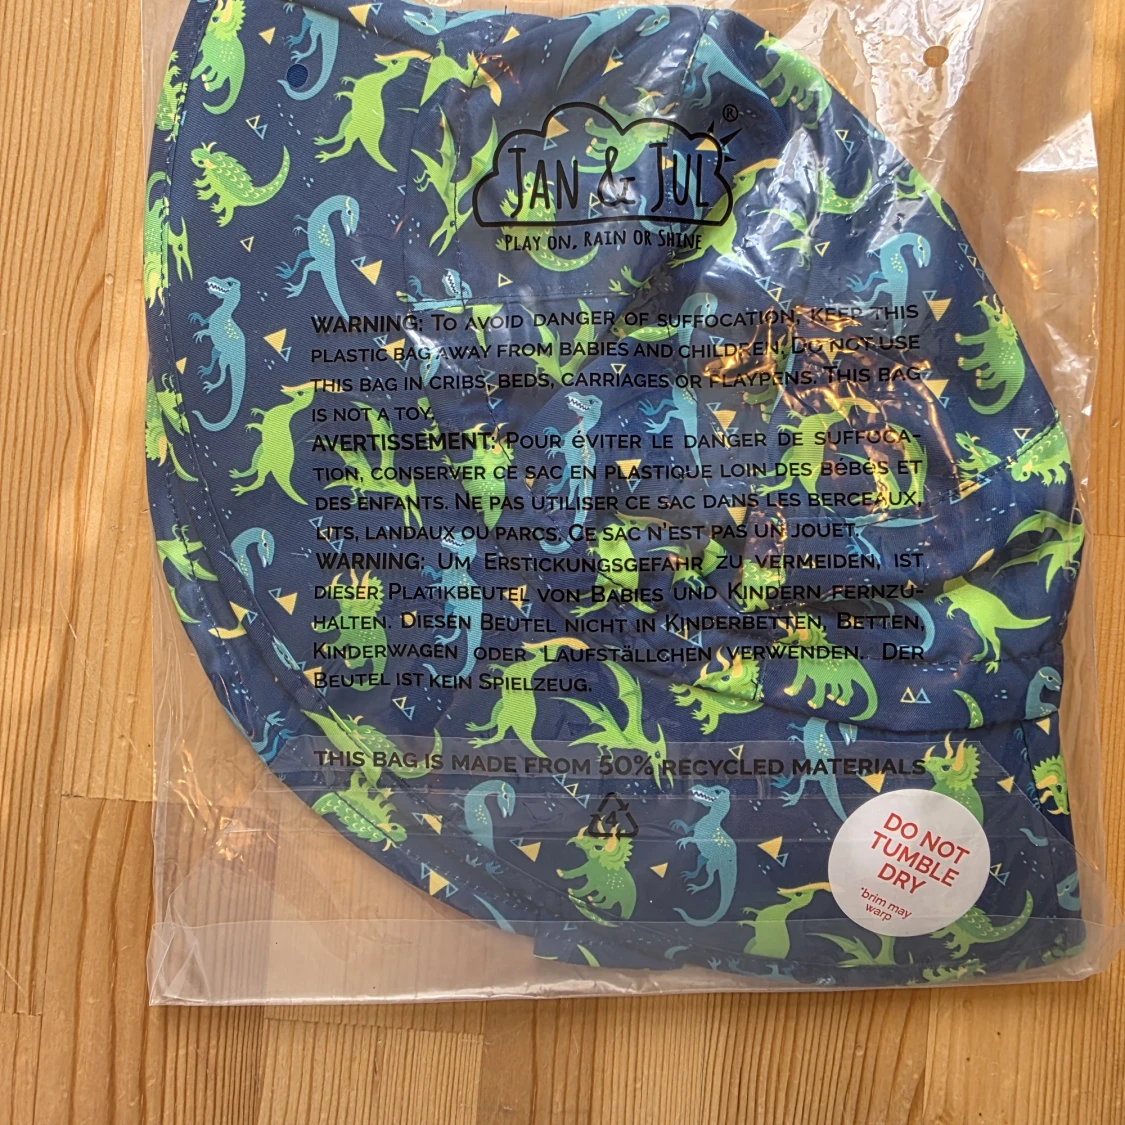 JAN & JUL®
PLAY ON, RAIN OR SHINE
WARNING: TO AVOID DANGER OF SUFFOCATION, KEEP THIS
PLASTIC BAG AWAY FROM BABIES AND CHILDREN. DO NOT USE
THIS BAG IN CRIBS, BEDS, CARRIAGES OR PLAYPENS. THIS BAG
IS NOT A TOY.
AVERTISSEMENT: POUR éVITER LE DANGER DE SUFFOCA-
TION, CONSERVER CE SAC EN PLASTIQUE LOIN DES BéBéS ET
DES ENFANTS. NE PAS UTILISER CE SAC DANS LES BERCEAUX,
LITS, LANDAUX OU PARCS. CE SAC N'EST PAS UN JOUET.
WARNING: UM ERSTICKUNGSGEFAHR ZU VERMEIDEN, IST
DIESER PLATIKBEUTEL VON BABIES UND KINDERN FERNZU-
HALTEN. DIESEN BEUTEL NICHT IN KINDERBETTEN, BETTEN,
KINDERWAGEN ODER LAUFSTäLLCHEN VERWENDEN. DER
BEUTEL IST KEIN SPIELZEUG.
THIS BAG IS MADE FROM 50% RECYCLED MATERIALS
4
DO NOT
TUMBLE
DRY
*brim may
warp